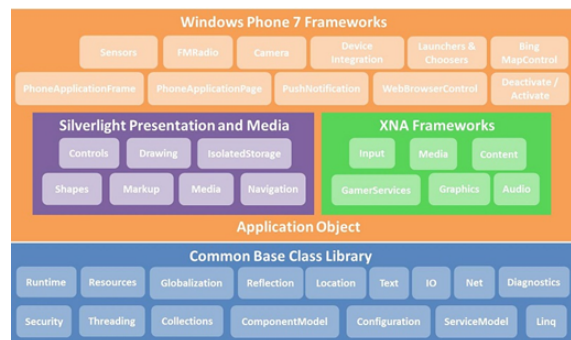 Windows Phone 7 Frameworks
Sensors FMRadio Camera Device Integration Launchers & Choosers Bing MapControl
PhoneApplicationFrame PhoneApplicationPage PushNotification WebBrowserControl Deactivate / Activate
Silverlight Presentation and Media
Controls Drawing IsolatedStorage
Shapes Markup Media Navigation
XNA Frameworks
Input Media Content
GamerServices Graphics Audio
Application Object
Common Base Class Library
Runtime Resources Globalization Reflection Location Text IO Net Diagnostics
Security Threading Collections ComponentModel Configuration ServiceModel Linq